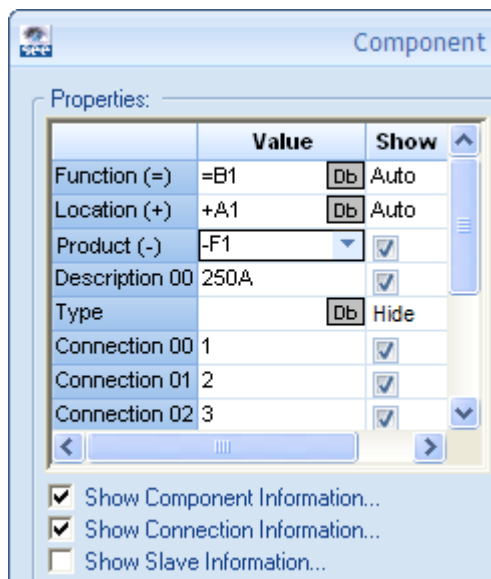 see
Component
Properties:
Value Show
Function (=) =B1 Db Auto
Location (+) +A1 Db Auto
Product (-) -F1
Description 00 250A
Type Db Hide
Connection 00 1
Connection 01 2
Connection 02 3
Show Component Information...
Show Connection Information...
Show Slave Information...